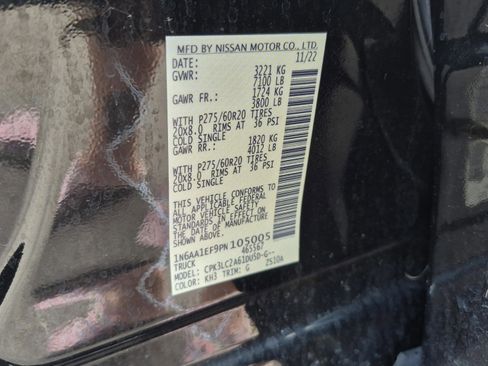 MFD BY NISSAN MOTOR CO., LTD.
DATE: 11/22
GVWR: 3221 KG
7100 LB
GAWR FR.: 1724 KG
3800 LB
WITH P275/60R20 TIRES
20X8.0 RIMS AT 36 PSI
COLD SINGLE
GAWR RR.: 1820 KG
4012 LB
WITH P275/60R20 TIRES
20X8.0 RIMS AT 36 PSI
COLD SINGLE
THIS VEHICLE CONFORMS TO
ALL APPLICABLE FEDERAL
MOTOR VEHICLE SAFETY
STANDARDS IN EFFECT ON
THE DATE OF MANUFACTURE
SHOWN ABOVE.
1N6AA1EF9PN105005
TRUCK 465567
MODEL: CPK3LC2A61DUSD-G--
COLOR: KH3 TRIM: G ZS10A